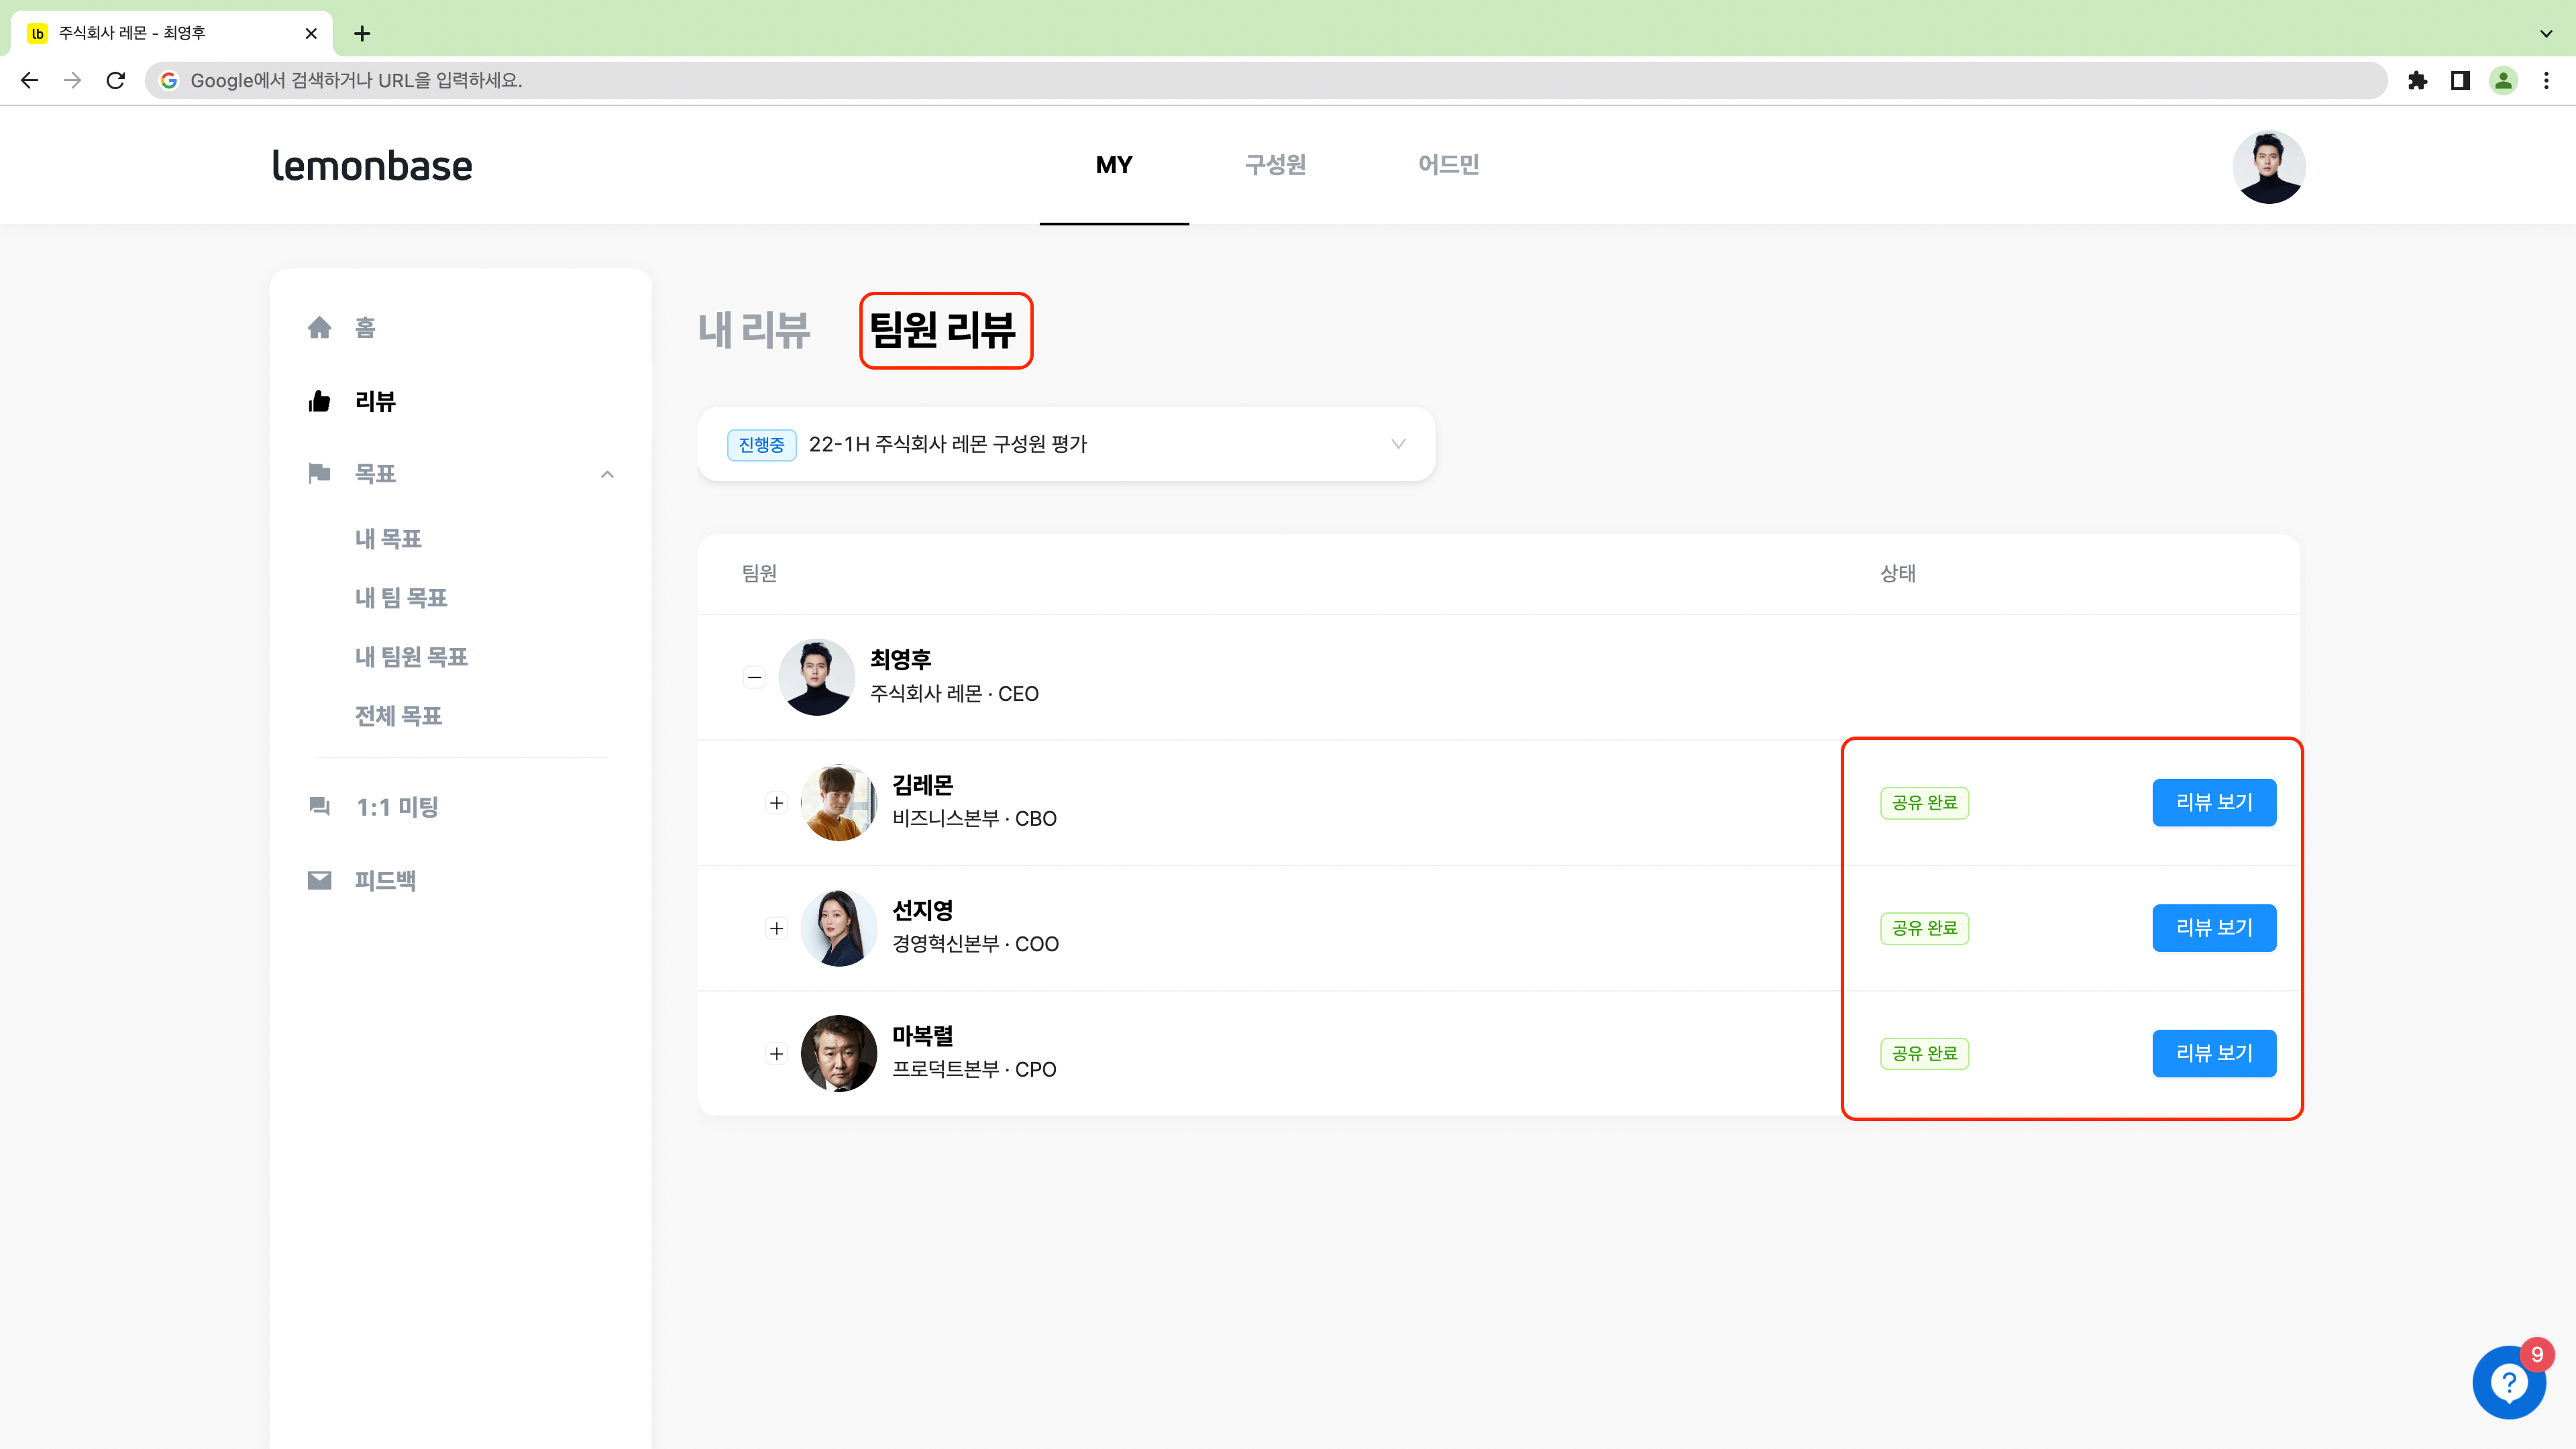 lb 주식회사 레몬 - 최영후
Google에서 검색하거나 URL을 입력하세요.
lemonbase
MY 구성원 어드민
홈
리뷰
목표
내 목표
내 팀 목표
내 팀원 목표
전체 목표
1:1 미팅
피드백
내 리뷰 팀원 리뷰
진행중 22-1H 주식회사 레몬 구성원 평가
팀원 상태
최영후
주식회사 레몬 · CEO
김레몬
비즈니스본부 · CBO
공유 완료 리뷰 보기
선지영
경영혁신본부 · COO
공유 완료 리뷰 보기
마복렬
프로덕트본부 · CPO
공유 완료 리뷰 보기
9
?